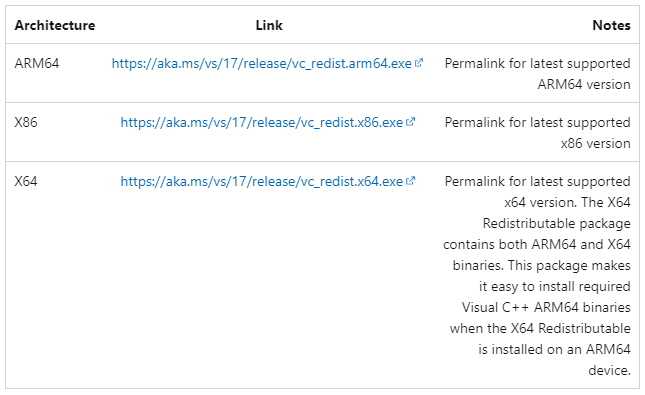 Architecture Link Notes
ARM64 https://aka.ms/vs/17/release/vc_redist.arm64.exe Permalink for latest supported
ARM64 version
X86 https://aka.ms/vs/17/release/vc_redist.x86.exe Permalink for latest supported
x86 version
X64 https://aka.ms/vs/17/release/vc_redist.x64.exe Permalink for latest supported
x64 version. The X64
Redistributable package
contains both ARM64 and X64
binaries. This package makes
it easy to install required
Visual C++ ARM64 binaries
when the X64 Redistributable
is installed on an ARM64
device.